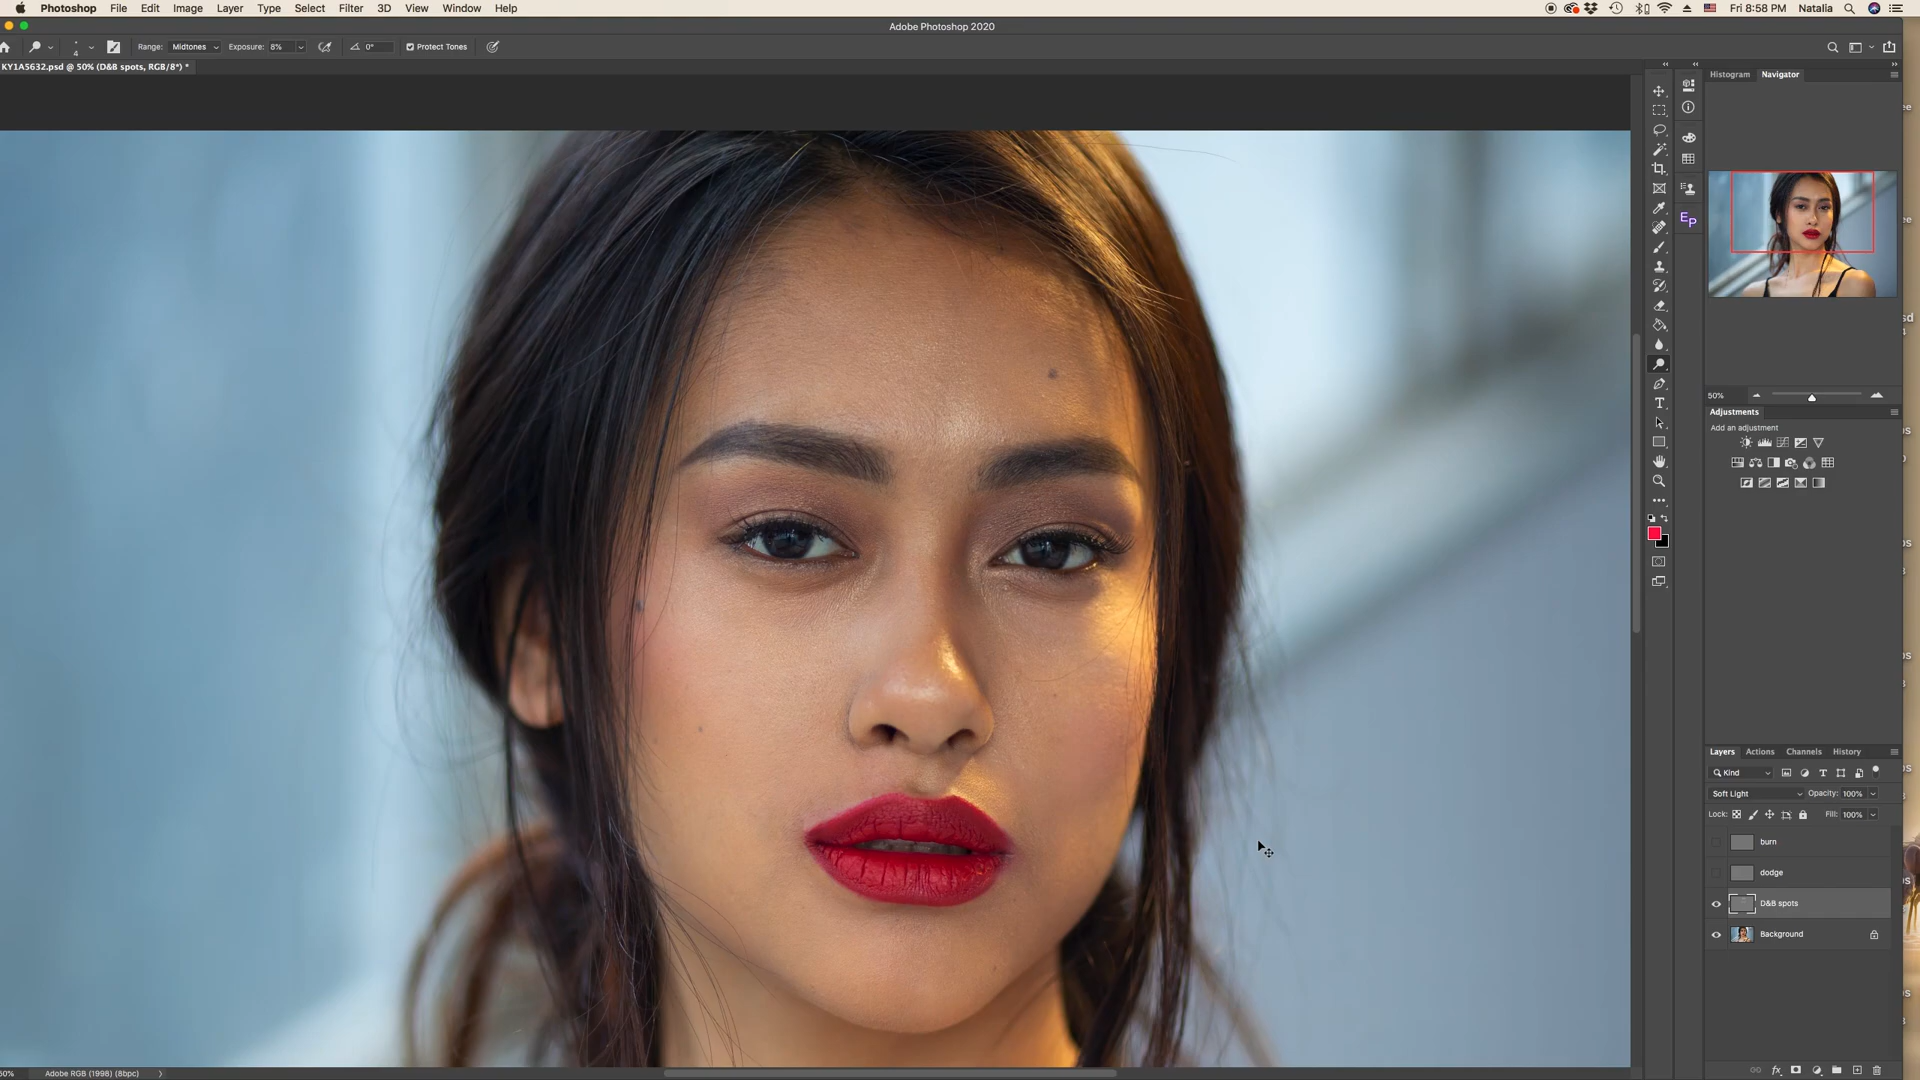 Photoshop File Edit Image Layer Type Select Filter 3D View Window Help Fri 8:58 PM Natalia
Adobe Photoshop 2020
4 Range: Midtones Exposure: 8% 0° Protect Tones
KY1A5632.psd @ 50% (D&B spots, RGB/8*) *
Histogram Navigator
EP
50%
Adjustments
Add an adjustment
Layers Actions Channels History
Kind
Soft Light Opacity: 100%
Lock: Fill: 100%
burn
dodge
D&B spots
Background
Adobe RGB (1998) (8bpc)